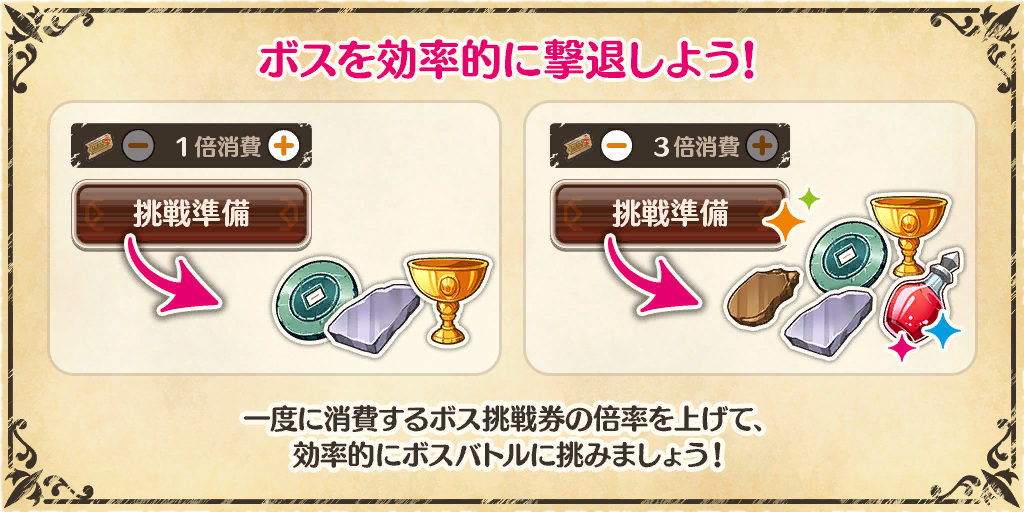 ボスを効率的に撃退しよう!
1倍消費
挑戦準備
3倍消費
挑戦準備
一度に消費するボス挑戦券の倍率を上げて、
効率的にボスバトルに挑みましょう!